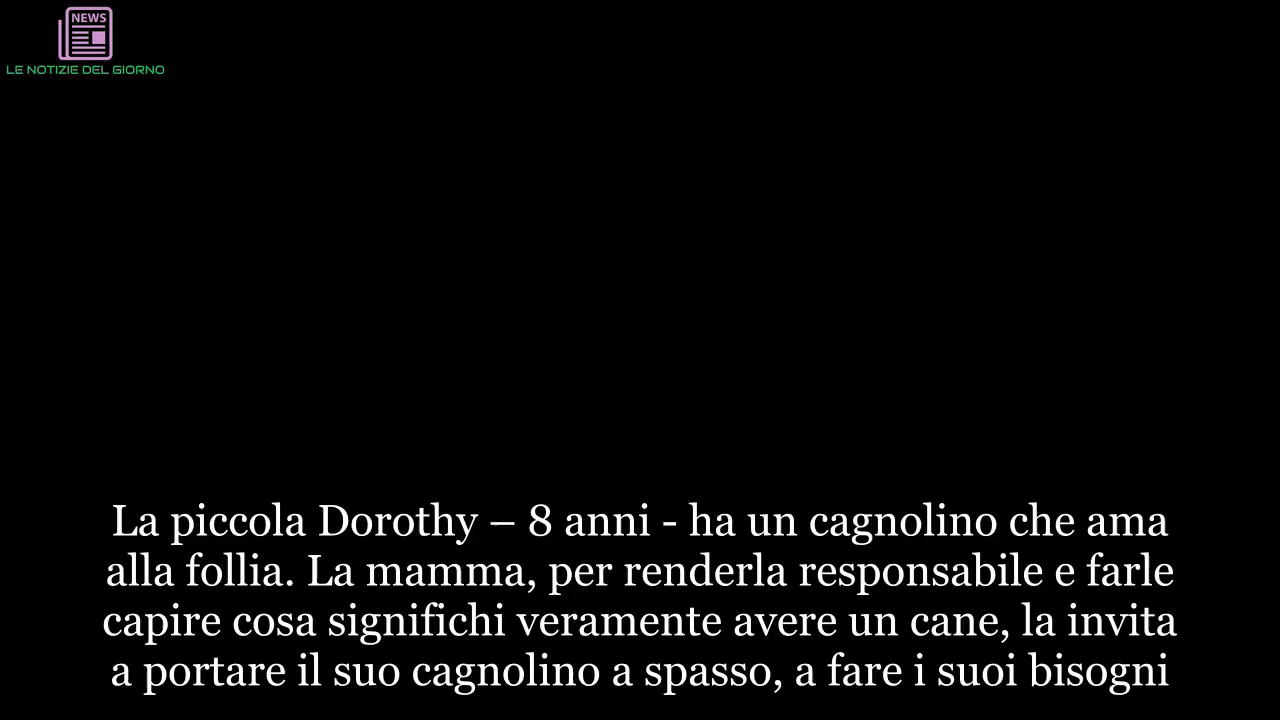 NEWS
LE NOTIZIE DEL GIORNO
La piccola Dorothy – 8 anni - ha un cagnolino che ama
alla follia. La mamma, per renderla responsabile e farle
capire cosa significhi veramente avere un cane, la invita
a portare il suo cagnolino a spasso, a fare i suoi bisogni